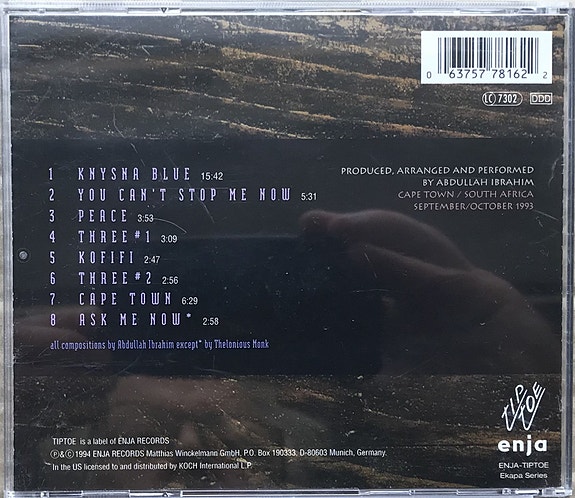 0 63757 78162 2
LC 7302 DDD
1 KNYSNA BLUE 15:42
2 YOU CAN'T STOP ME NOW 5:31
3 PEACE 3:53
4 THREE #1 3:09
5 KOFIFI 2:47
6 THREE #2 2:56
7 CAPE TOWN 6:29
8 ASK ME NOW* 2:58
all compositions by Abdullah Ibrahim except* by Thelonious Monk
PRODUCED, ARRANGED AND PERFORMED
BY ABDULLAH IBRAHIM
CAPE TOWN / SOUTH AFRICA
SEPTEMBER/OCTOBER 1993
TIPTOE is a label of ENJA RECORDS
℗&© 1994 ENJA RECORDS Matthias Winckelmann GmbH, P.O. Box 190333, D-80603 Munich, Germany.
In the US licensed to and distributed by KOCH International L.P.
TIP
TOE
enja
ENJA-TIPTOE
Ekapa Series